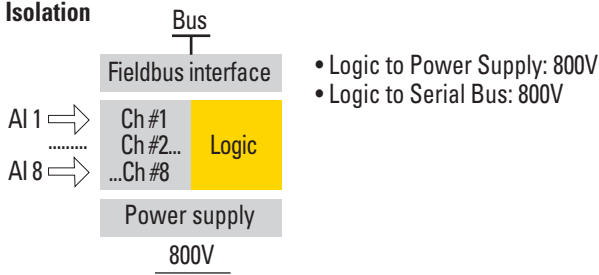 Isolation
Bus
Fieldbus interface
• Logic to Power Supply: 800V
• Logic to Serial Bus: 800V
AI 1
Ch #1
.........
Ch #2...
Logic
AI 8
...Ch #8
Power supply
800V